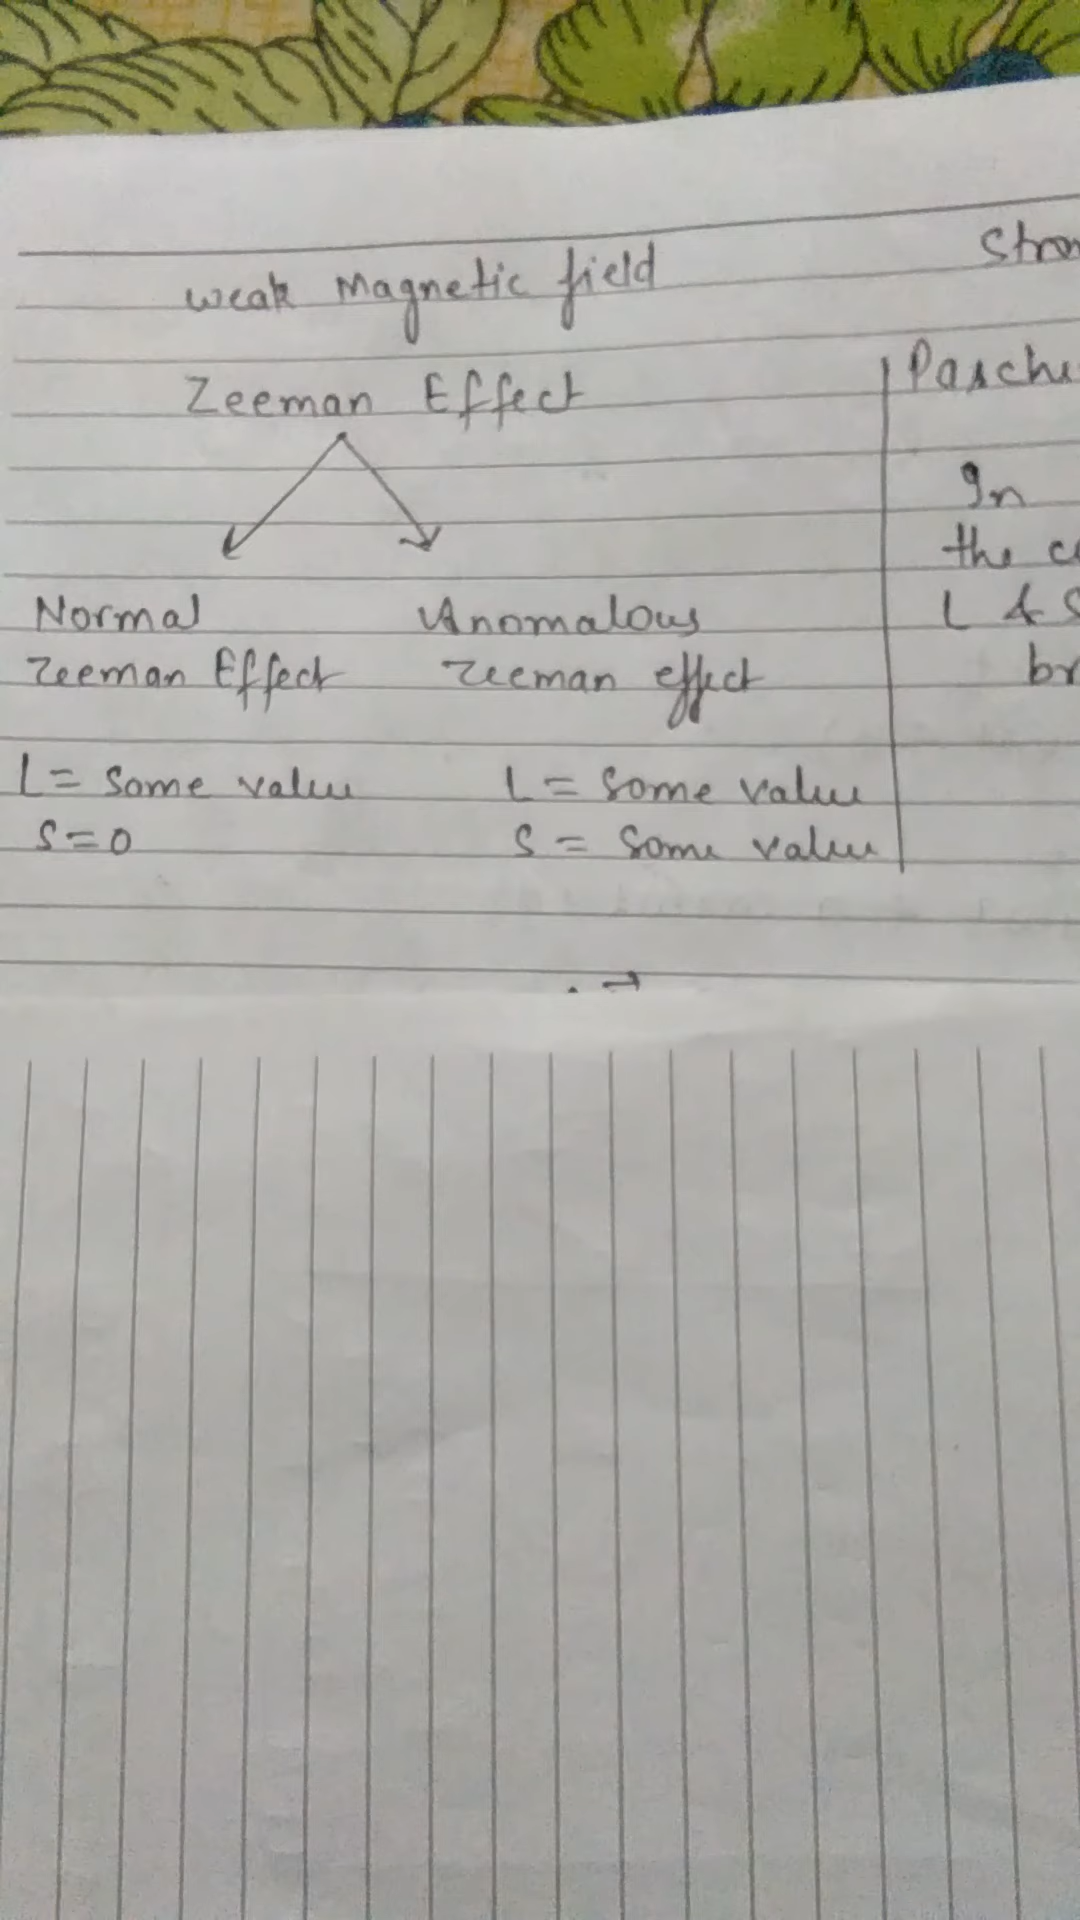 weak Magnetic field
Zeeman Effect
Normal
Zeeman Effect
L = Some value
S = 0
Anomalous
Zeeman effect
L = Some value
S = Some value
In
the
L & S